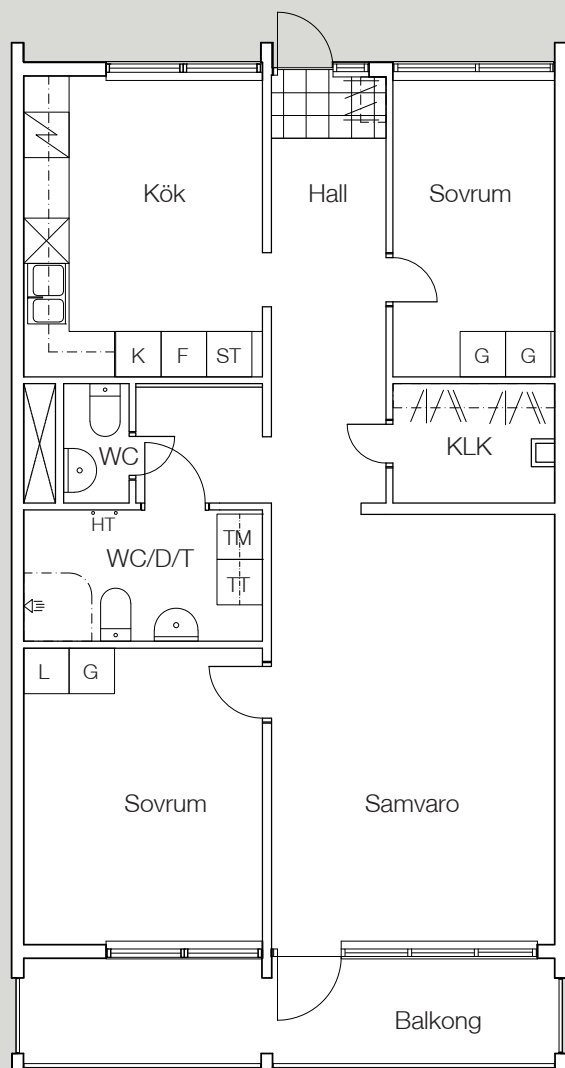 Kök
Hall
Sovrum
K
F
ST
G
G
WC
KLK
HT
WC/D/T
TM
TT
L
G
Sovrum
Samvaro
Balkong